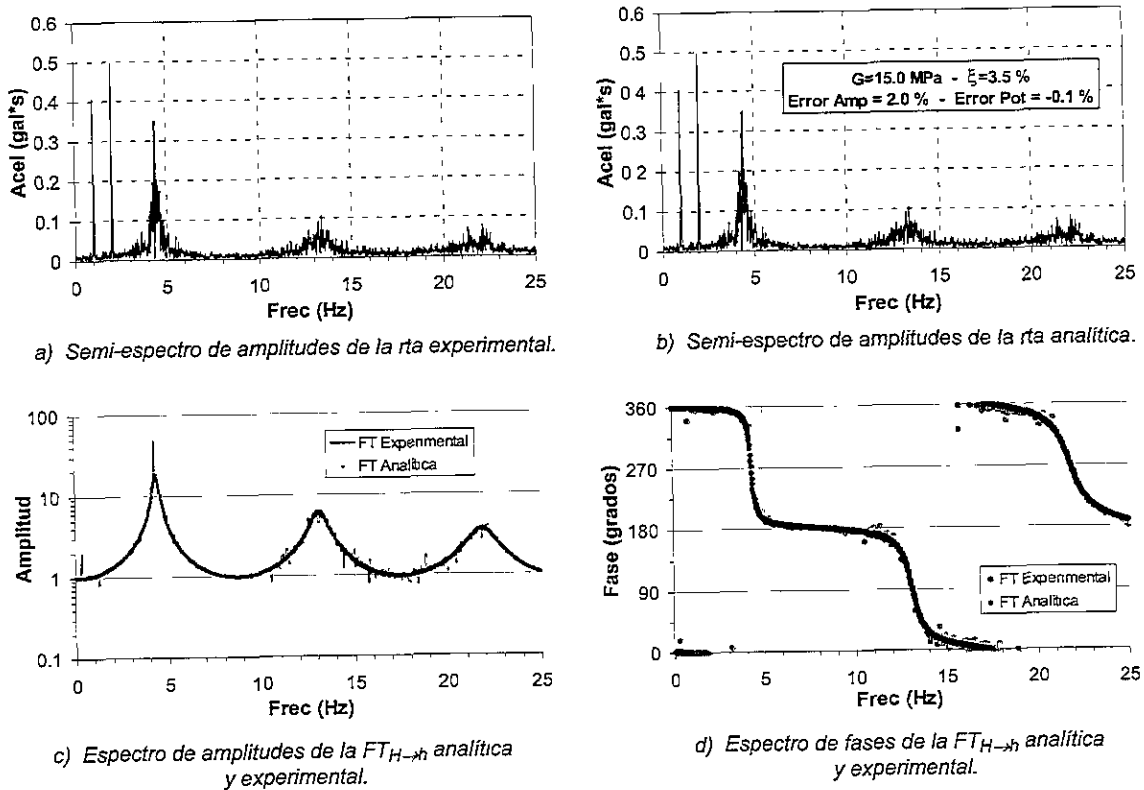 0.6
0.5
0.4
0.3
0.2
0.1
0
Acel (gal*s)
0 5 10 15 20 25
Frec (Hz)
a) Semi-espectro de amplitudes de la rta experimental.
0.6
0.5
0.4
0.3
0.2
0.1
0
Acel (gal*s)
G=15.0 MPa - ξ=3.5 %
Error Amp = 2.0 % - Error Pot = -0.1 %
0 5 10 15 20 25
Frec (Hz)
b) Semi-espectro de amplitudes de la rta analítica.
100
10
1
0.1
Amplitud
FT Experimental
FT Analítica
0 5 10 15 20 25
Frec (Hz)
c) Espectro de amplitudes de la FTH→h analítica
y experimental.
360
270
180
90
0
Fase (grados)
FT Experimental
FT Analítica
0 5 10 15 20 25
Frec (Hz)
d) Espectro de fases de la FTH→h analítica
y experimental.